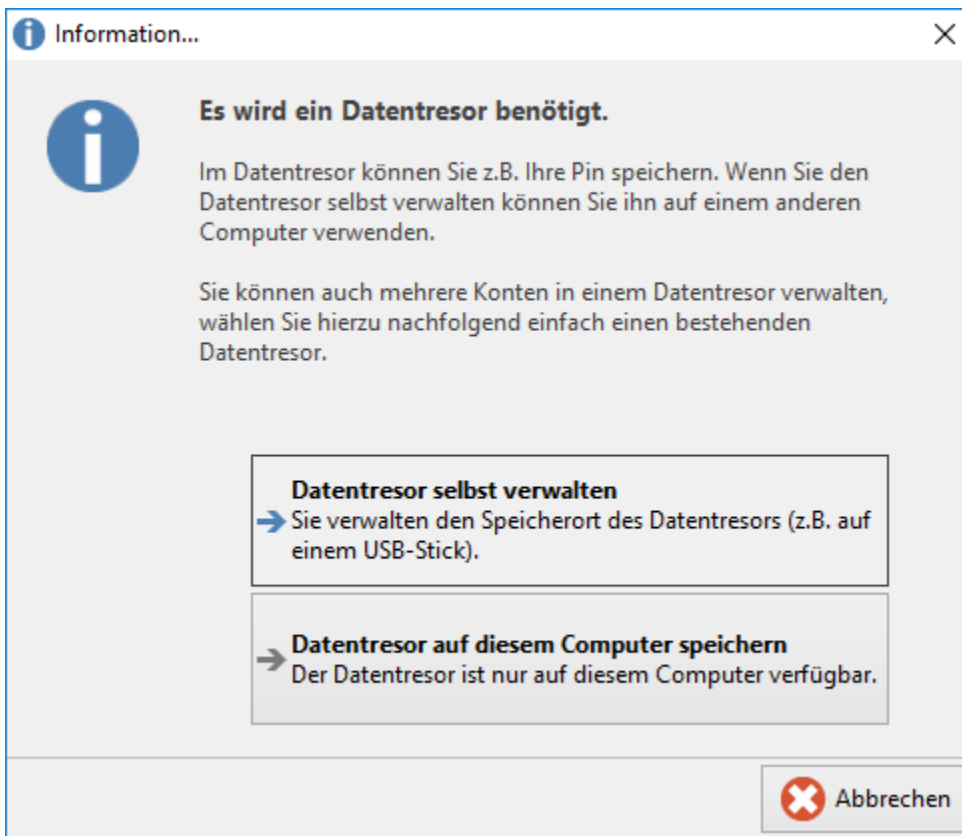 Information...
Es wird ein Datentresor benötigt.
Im Datentresor können Sie z.B. Ihre Pin speichern. Wenn Sie den
Datentresor selbst verwalten können Sie ihn auf einem anderen
Computer verwenden.
Sie können auch mehrere Konten in einem Datentresor verwalten,
wählen Sie hierzu nachfolgend einfach einen bestehenden
Datentresor.
Datentresor selbst verwalten
Sie verwalten den Speicherort des Datentresors (z.B. auf
einem USB-Stick).
Datentresor auf diesem Computer speichern
Der Datentresor ist nur auf diesem Computer verfügbar.
Abbrechen